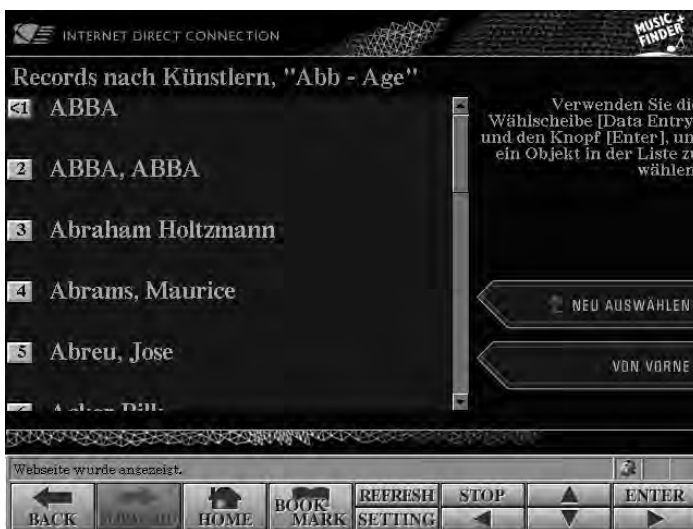 INTERNET DIRECT CONNECTION
MUSIC
FINDER+
Records nach Künstlern, "Abb - Age"
<1 ABBA
2 ABBA, ABBA
3 Abraham Holtzmann
4 Abrams, Maurice
5 Abreu, Jose
Verwenden Sie die
Wählscheibe [Data Entry]
und den Knopf [Enter], um
ein Objekt in der Liste zu
wählen
NEU AUSWÄHLEN
VON VORNE
Webseite wurde angezeigt.
BACK HOME BOOK MARK REFRESH SETTING STOP ENTER